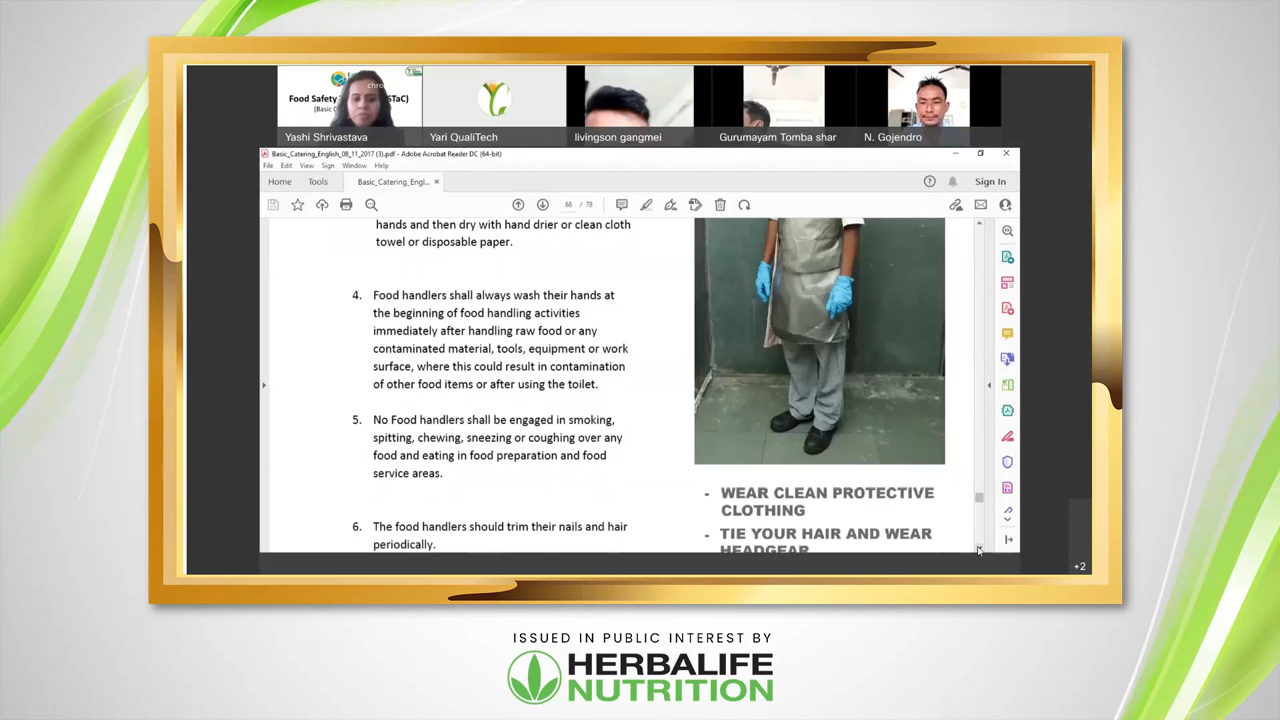 chro
Food Safety
STaC)
(Basic C
Yashi Shrivastava
Yari QualiTech
livingson gangmei
Gurumayam Tomba shar
N. Gojendro
Basic_Catering_English_08_11_2017 (3).pdf - Adobe Acrobat Reader DC (64-bit)
File Edit View Sign Window Help
Home Tools Basic_Catering_Engl... × Sign In
68 / 78
hands and then dry with hand drier or clean cloth
towel or disposable paper.
4. Food handlers shall always wash their hands at
the beginning of food handling activities
immediately after handling raw food or any
contaminated material, tools, equipment or work
surface, where this could result in contamination
of other food items or after using the toilet.
5. No Food handlers shall be engaged in smoking,
spitting, chewing, sneezing or coughing over any
food and eating in food preparation and food
service areas.
6. The food handlers should trim their nails and hair
periodically.
- WEAR CLEAN PROTECTIVE
CLOTHING
- TIE YOUR HAIR AND WEAR
HEADGEAR
+2
ISSUED IN PUBLIC INTEREST BY
HERBALIFE
NUTRITION